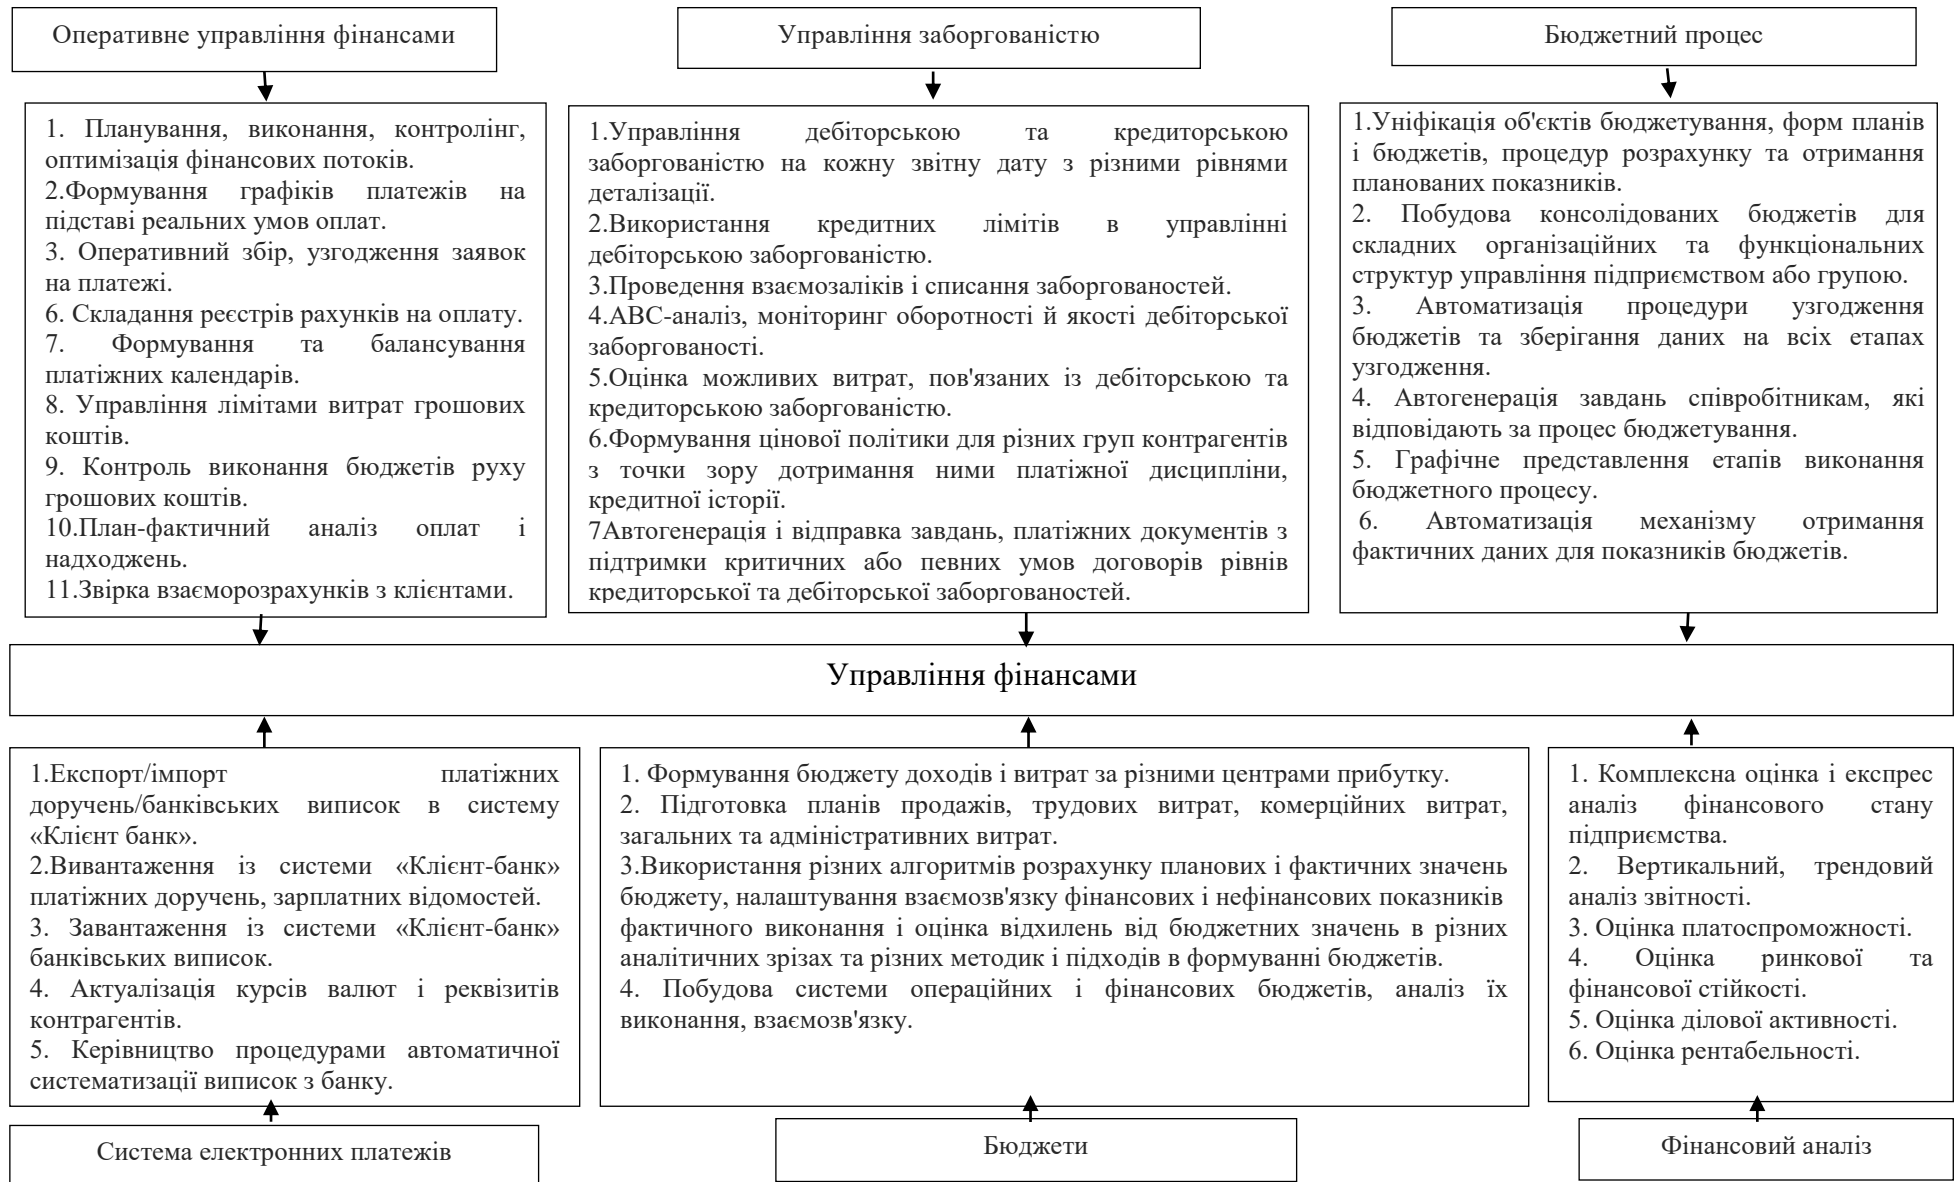 Оперативне управління фінансами
Управління заборгованістю
Бюджетний процес
1. Планування, виконання, контролінг,
оптимізація фінансових потоків.
2.Формування графіків платежів на
підставі реальних умов оплат.
3. Оперативний збір, узгодження заявок
на платежі.
6. Складання реєстрів рахунків на оплату.
7. Формування та балансування
платіжних календарів.
8. Управління лімітами витрат грошових
коштів.
9. Контроль виконання бюджетів руху
грошових коштів.
10.План-фактичний аналіз оплат і
надходжень.
11.Звірка взаєморозрахунків з клієнтами.
1.Управління дебіторською та кредиторською
заборгованістю на кожну звітну дату з різними рівнями
деталізації.
2.Використання кредитних лімітів в управлінні
дебіторською заборгованістю.
3.Проведення взаємозаліків і списання заборгованостей.
4.АВС-аналіз, моніторинг оборотності й якості дебіторської
заборгованості.
5.Оцінка можливих витрат, пов'язаних із дебіторською та
кредиторською заборгованістю.
6.Формування цінової політики для різних груп контрагентів
з точки зору дотримання ними платіжної дисципліни,
кредитної історії.
7Автогенерація і відправка завдань, платіжних документів з
підтримки критичних або певних умов договорів рівнів
кредиторської та дебіторської заборгованостей.
1.Уніфікація об'єктів бюджетування, форм планів
і бюджетів, процедур розрахунку та отримання
планованих показників.
2. Побудова консолідованих бюджетів для
складних організаційних та функціональних
структур управління підприємством або групою.
3. Автоматизація процедури узгодження
бюджетів та зберігання даних на всіх етапах
узгодження.
4. Автогенерація завдань співробітникам, які
відповідають за процес бюджетування.
5. Графічне представлення етапів виконання
бюджетного процесу.
6. Автоматизація механізму отримання
фактичних даних для показників бюджетів.
Управління фінансами
1.Експорт/імпорт платіжних
доручень/банківських виписок в систему
«Клієнт банк».
2.Вивантаження із системи «Клієнт-банк»
платіжних доручень, зарплатних відомостей.
3. Завантаження із системи «Клієнт-банк»
банківських виписок.
4. Актуалізація курсів валют і реквізитів
контрагентів.
5. Керівництво процедурами автоматичної
систематизації виписок з банку.
1. Формування бюджету доходів і витрат за різними центрами прибутку.
2. Підготовка планів продажів, трудових витрат, комерційних витрат,
загальних та адміністративних витрат.
3.Використання різних алгоритмів розрахунку планових і фактичних значень
бюджету, налаштування взаємозв'язку фінансових і нефінансових показників
фактичного виконання і оцінка відхилень від бюджетних значень в різних
аналітичних зрізах та різних методик і підходів в формуванні бюджетів.
4. Побудова системи операційних і фінансових бюджетів, аналіз їх
виконання, взаємозв'язку.
1. Комплексна оцінка і експрес
аналіз фінансового стану
підприємства.
2. Вертикальний, трендовий
аналіз звітності.
3. Оцінка платоспроможності.
4. Оцінка ринкової та
фінансової стійкості.
5. Оцінка ділової активності.
6. Оцінка рентабельності.
Система електронних платежів
Бюджети
Фінансовий аналіз